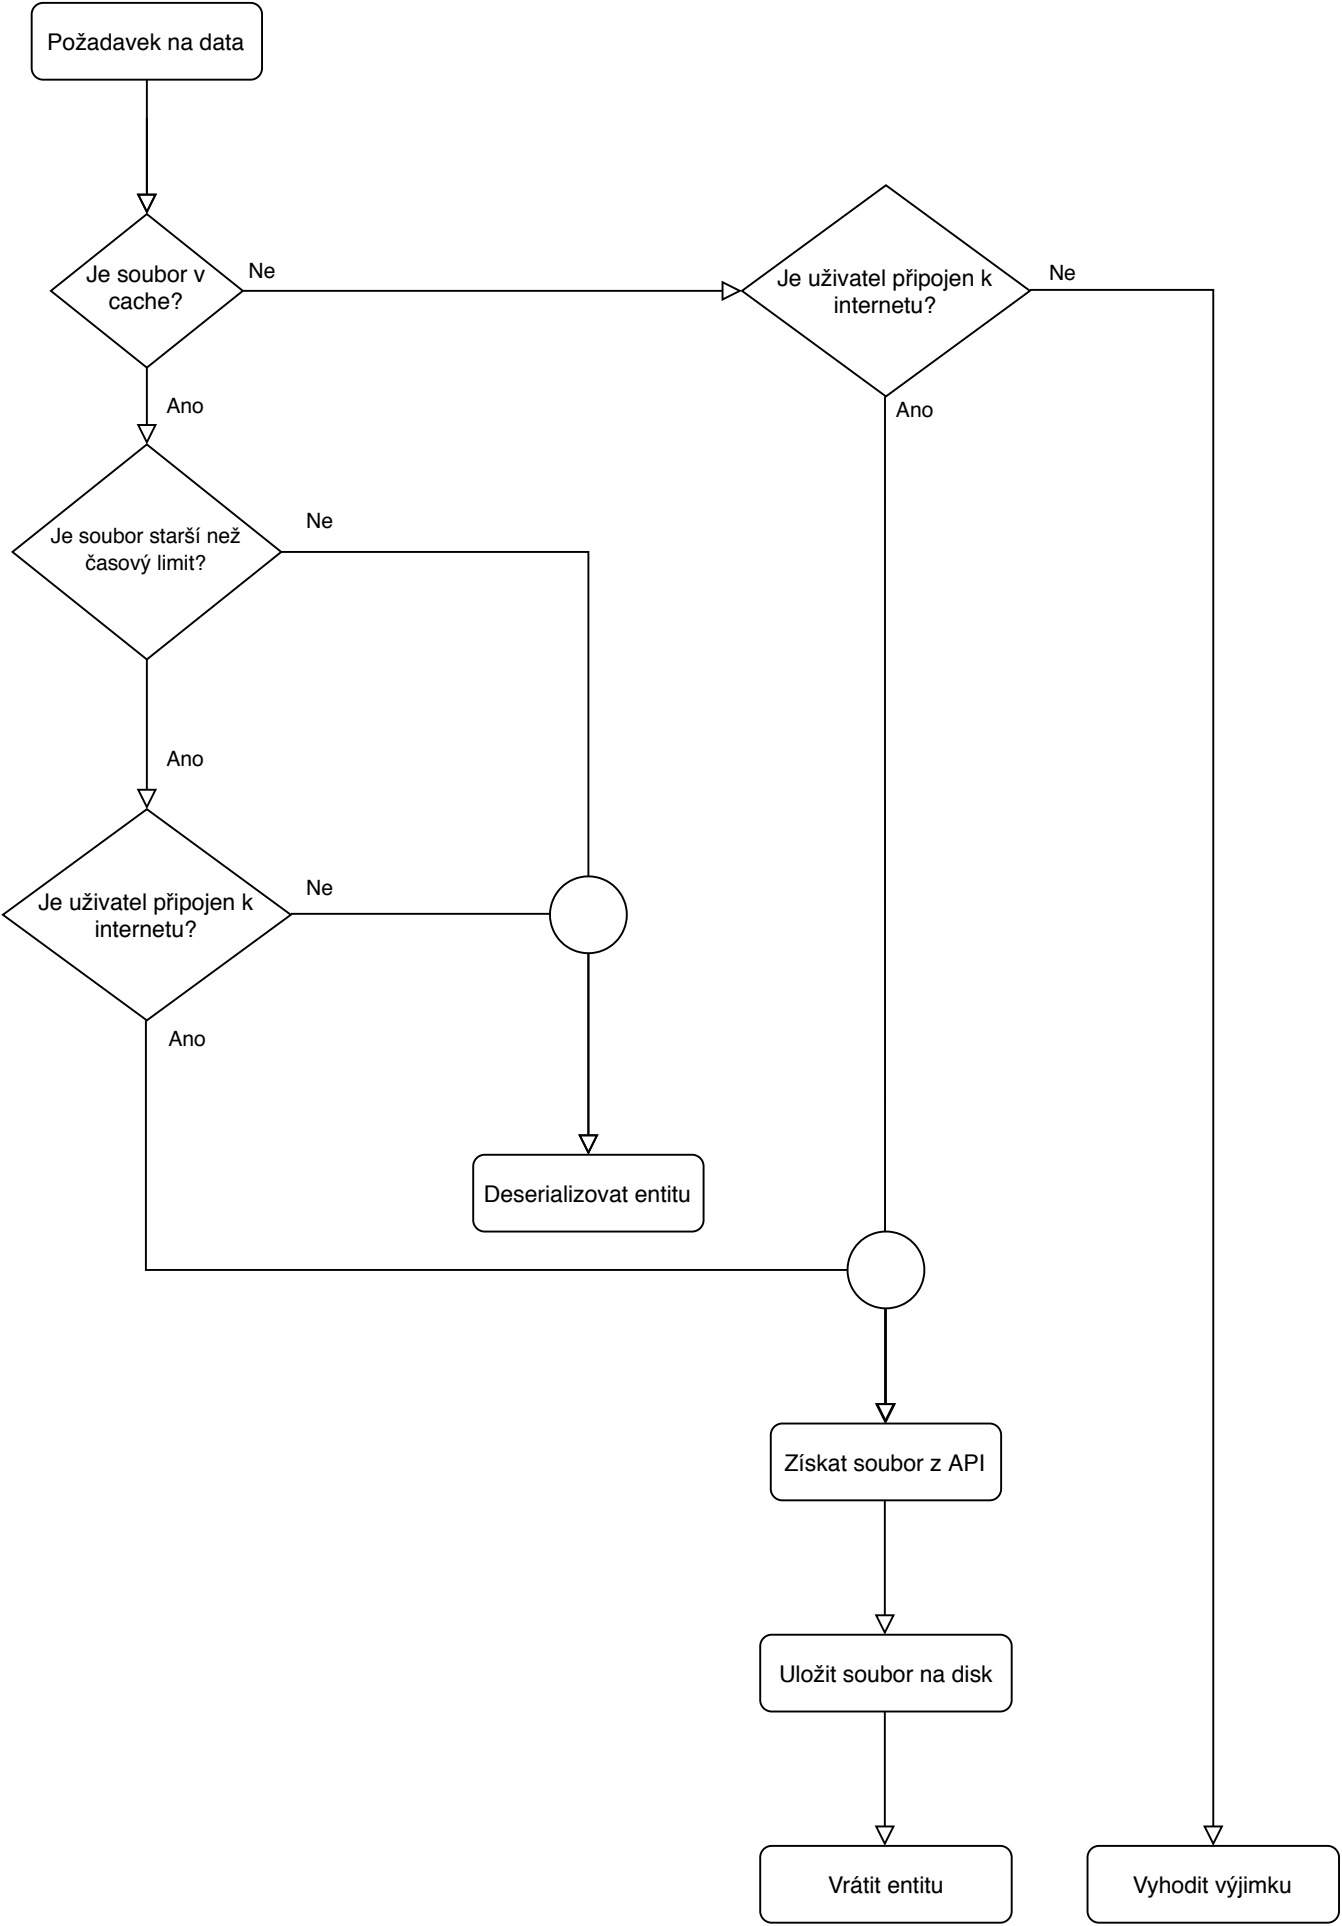 Požadavek na data
Je soubor v
cache?
Ne
Je uživatel připojen k
internetu?
Ne
Ano
Ano
Je soubor starší než
časový limit?
Ne
Ano
Je uživatel připojen k
internetu?
Ne
Ano
Deserializovat entitu
Získat soubor z API
Uložit soubor na disk
Vrátit entitu
Vyhodit výjimku